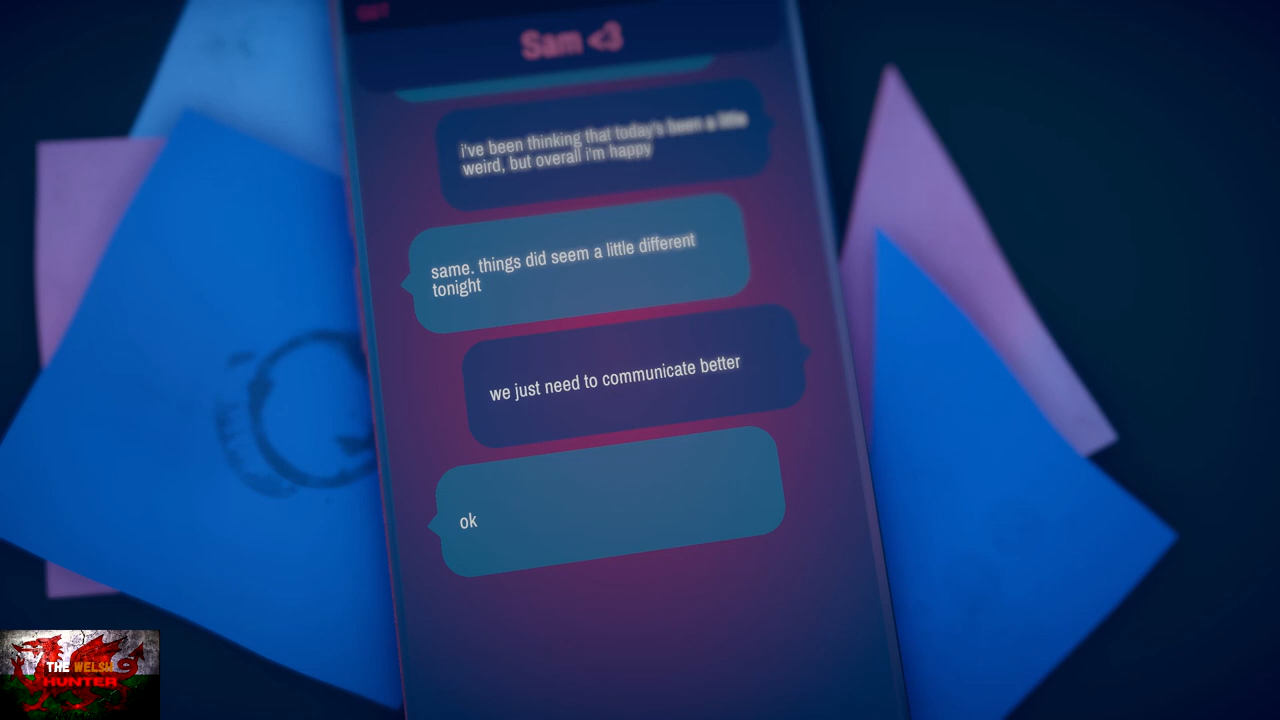 Sam <3
i've been thinking that today's been a little
weird, but overall i'm happy
same. things did seem a little different
tonight
we just need to communicate better
ok
THE WELSH
HUNTER